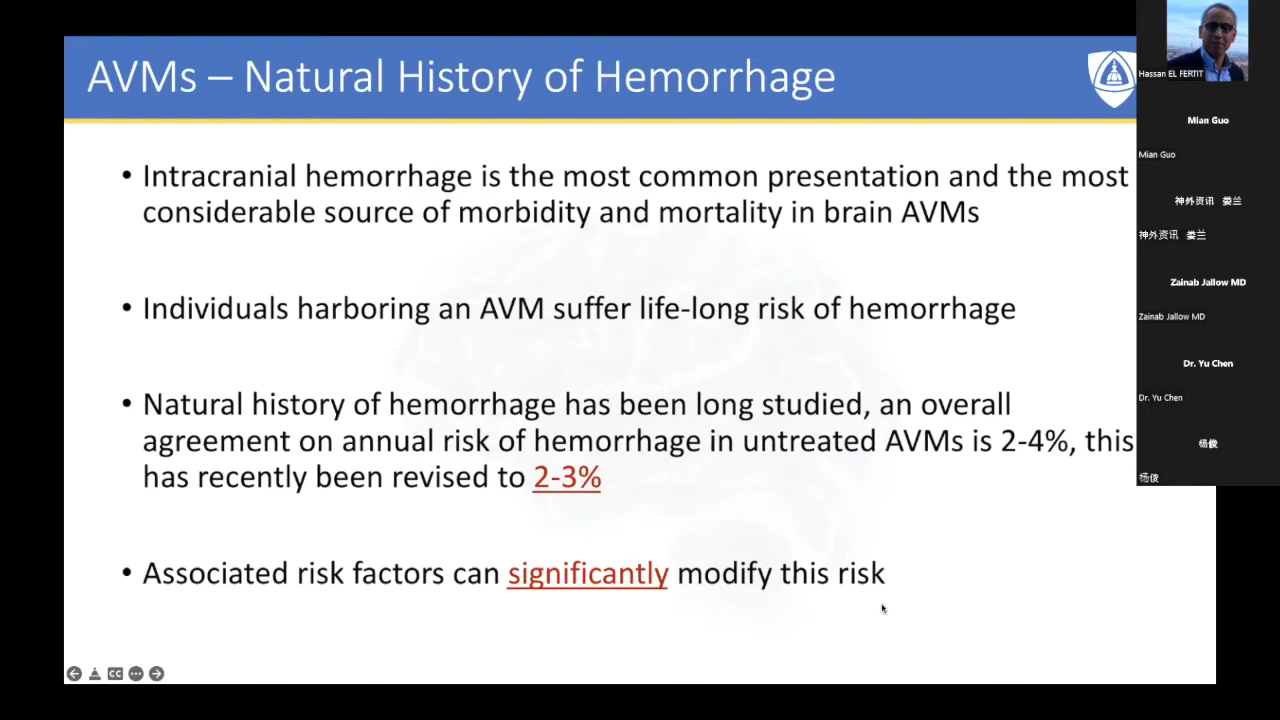 AVMs – Natural History of Hemorrhage
• Intracranial hemorrhage is the most common presentation and the most
considerable source of morbidity and mortality in brain AVMs
• Individuals harboring an AVM suffer life-long risk of hemorrhage
• Natural history of hemorrhage has been long studied, an overall
agreement on annual risk of hemorrhage in untreated AVMs is 2-4%, this
has recently been revised to 2-3%
• Associated risk factors can significantly modify this risk
CC
Hassan EL FERTIT
Mian Guo
Mian Guo
神外资讯 娄兰
神外资讯 娄兰
Zainab Jallow MD
Zainab Jallow MD
Dr. Yu Chen
Dr. Yu Chen
杨俊
杨俊